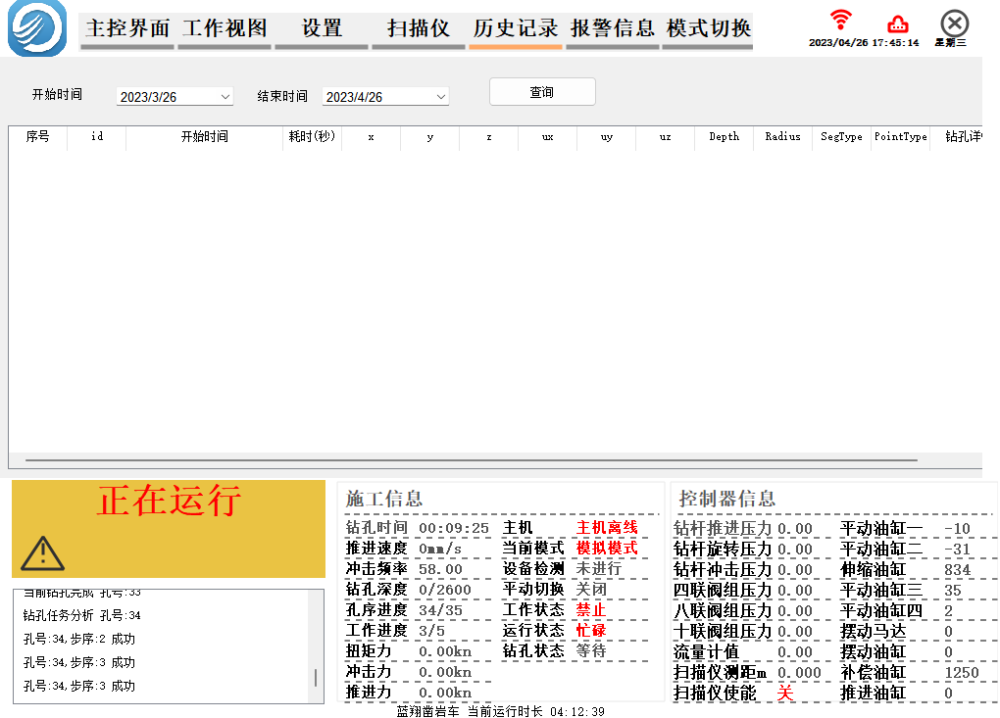 主控界面 工作视图 设置 扫描仪 历史记录 报警信息 模式切换
2023/04/26 17:45:14 星期三
开始时间 2023/3/26 结束时间 2023/4/26 查询
序号 id 开始时间 耗时(秒) x y z ux uy uz Depth Radius SegType PointType 钻孔详
正在运行
当前钻孔完成 孔号:33
钻孔任务分析 孔号:34
孔号:34,步序:2 成功
孔号:34,步序:3 成功
孔号:34,步序:3 成功
施工信息
钻孔时间 00:09:25 主机 主机离线
推进速度 0mm/s 当前模式 模拟模式
冲击频率 58.00 设备检测 未进行
钻孔深度 0/2600 平动切换 关闭
孔序进度 34/35 工作状态 禁止
工作进度 3/5 运行状态 忙碌
扭矩力 0.00kn 钻孔状态 等待
冲击力 0.00kn
推进力 0.00kn
控制器信息
钻杆推进压力 0.00 平动油缸一 -10
钻杆旋转压力 0.00 平动油缸二 -31
钻杆冲击压力 0.00 伸缩油缸 834
四联阀组压力 0.00 平动油缸三 35
八联阀组压力 0.00 平动油缸四 2
十联阀组压力 0.00 摆动马达 0
流量计值 0.00 摆动油缸 0
扫描仪测距m 0.000 补偿油缸 1250
扫描仪使能 关 推进油缸 0
蓝翔凿岩车 当前运行时长 04:12:39